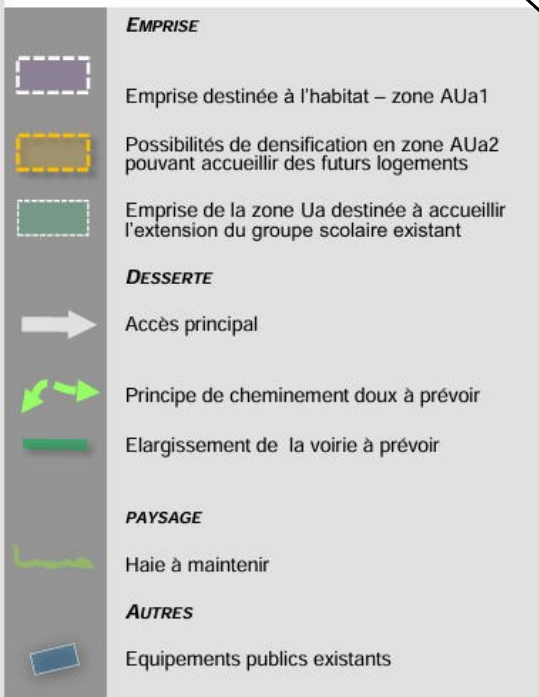 EMPRISE
Emprise destinée à l'habitat – zone AUa1
Possibilités de densification en zone AUa2
pouvant accueillir des futurs logements
Emprise de la zone Ua destinée à accueillir
l'extension du groupe scolaire existant
DESSERTE
Accès principal
Principe de cheminement doux à prévoir
Elargissement de la voirie à prévoir
PAYSAGE
Haie à maintenir
AUTRES
Equipements publics existants